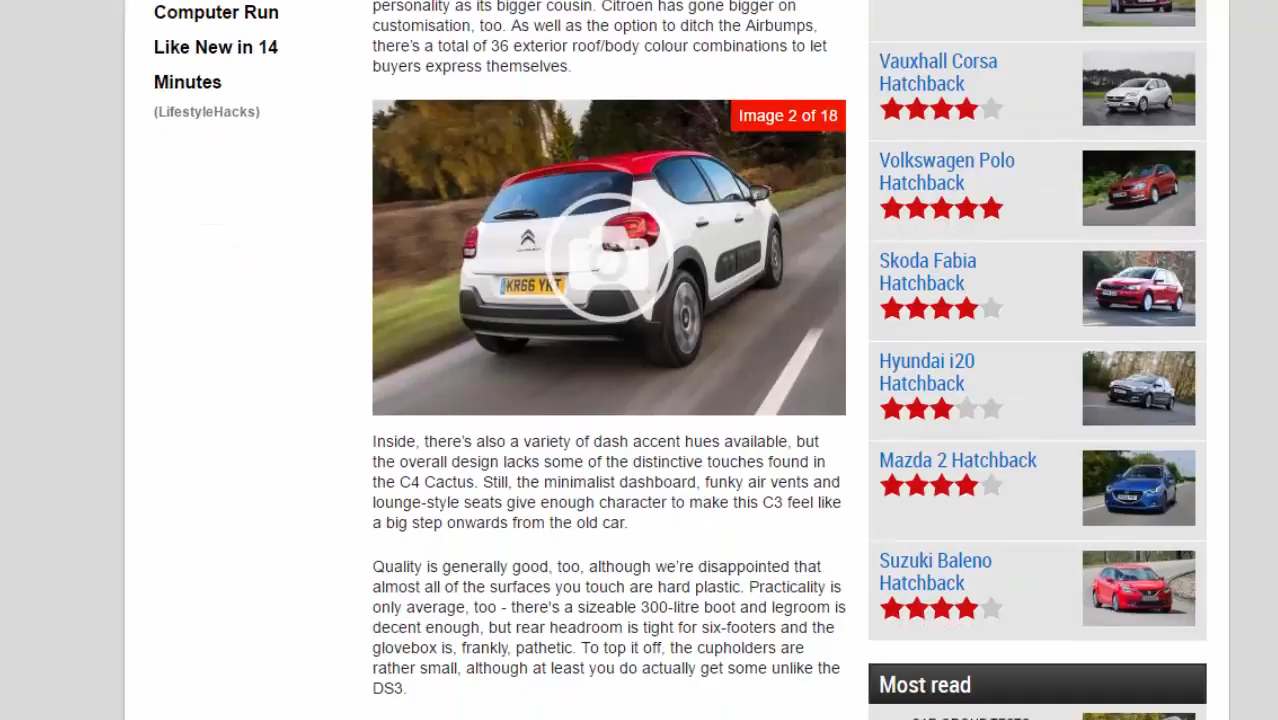 Computer Run
Like New in 14
Minutes
(LifestyleHacks)
personality as its bigger cousin. Citroen has gone bigger on
customisation, too. As well as the option to ditch the Airbumps,
there's a total of 36 exterior roof/body colour combinations to let
buyers express themselves.
Image 2 of 18
KR66 YKT
Inside, there's also a variety of dash accent hues available, but
the overall design lacks some of the distinctive touches found in
the C4 Cactus. Still, the minimalist dashboard, funky air vents and
lounge-style seats give enough character to make this C3 feel like
a big step onwards from the old car.
Quality is generally good, too, although we're disappointed that
almost all of the surfaces you touch are hard plastic. Practicality is
only average, too - there's a sizeable 300-litre boot and legroom is
decent enough, but rear headroom is tight for six-footers and the
glovebox is, frankly, pathetic. To top it off, the cupholders are
rather small, although at least you do actually get some unlike the
DS3.
Vauxhall Corsa
Hatchback
Volkswagen Polo
Hatchback
Skoda Fabia
Hatchback
Hyundai i20
Hatchback
Mazda 2 Hatchback
Suzuki Baleno
Hatchback
Most read
CAR GROUP TESTS